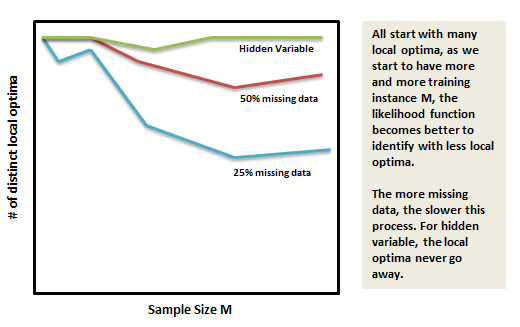 # of distinct local optima
Hidden Variable
50% missing data
25% missing data
Sample Size M
All start with many
local optima, as we
start to have more
and more training
instance M, the
likelihood function
becomes better to
identify with less local
optima.
The more missing
data, the slower this
process. For hidden
variable, the local
optima never go
away.